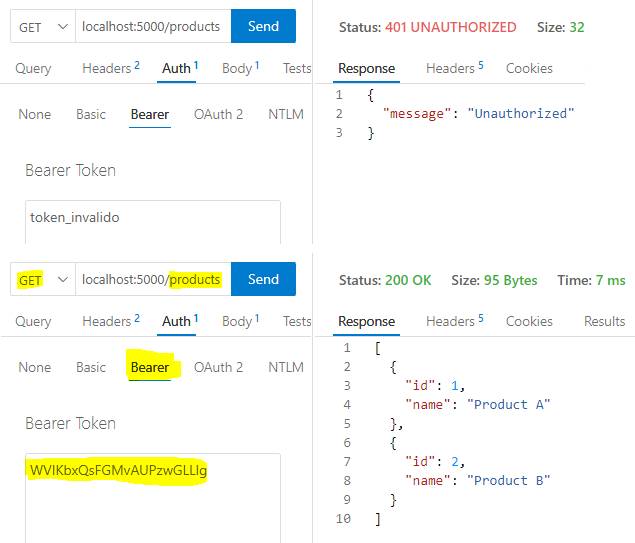 GET localhost:5000/products Send
Query Headers 2 Auth 1 Body 1 Tests
None Basic Bearer OAuth 2 NTLM
Bearer Token
token_invalido
Status: 401 UNAUTHORIZED Size: 32
Response Headers 5 Cookies
1 {
2 "message": "Unauthorized"
3 }
GET localhost:5000/products Send
Query Headers 2 Auth 1 Body 1 Tests
None Basic Bearer OAuth 2 NTLM
Bearer Token
WVIKbxQsFGMvAUPzwGLLlg
Status: 200 OK Size: 95 Bytes Time: 7 ms
Response Headers 5 Cookies Results
1 [
2 {
3 "id": 1,
4 "name": "Product A"
5 },
6 {
7 "id": 2,
8 "name": "Product B"
9 }
10 ]